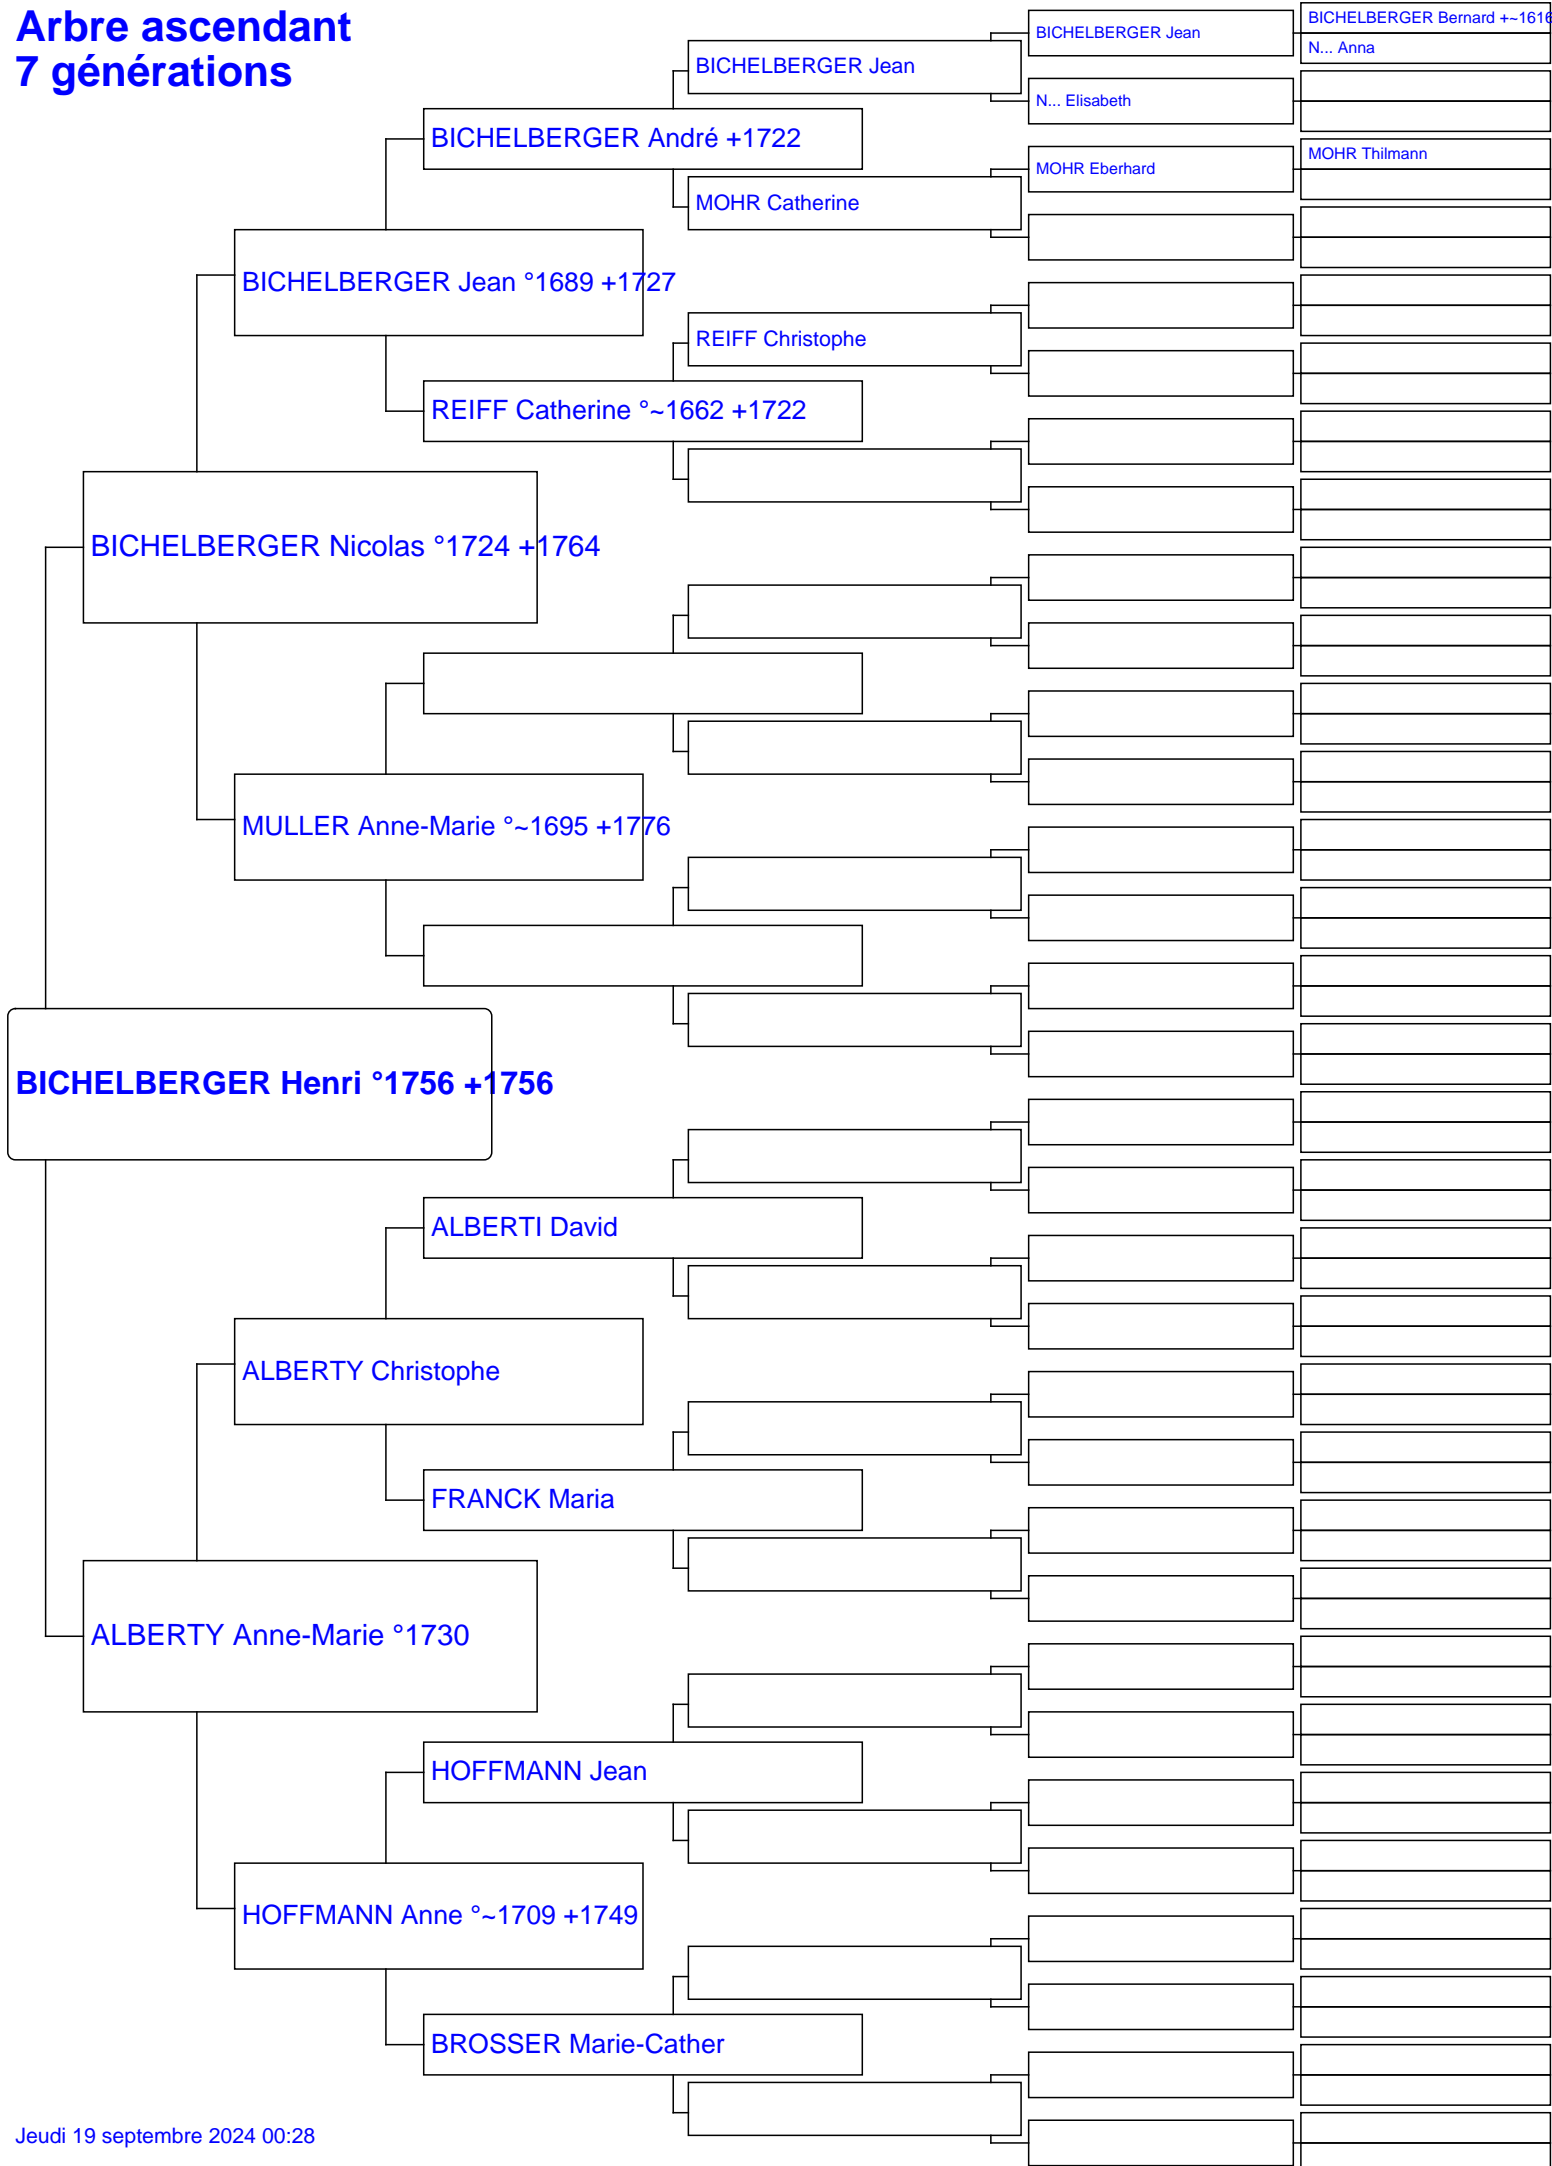 Arbre ascendant
7 générations
BICHELBERGER Bernard +~1616
BICHELBERGER Jean
N... Anna
BICHELBERGER Jean
N... Elisabeth
BICHELBERGER André +1722
MOHR Thilmann
MOHR Eberhard
MOHR Catherine
BICHELBERGER Jean °1689 +1727
REIFF Christophe
REIFF Catherine °~1662 +1722
BICHELBERGER Nicolas °1724 +1764
MULLER Anne-Marie °~1695 +1776
BICHELBERGER Henri °1756 +1756
ALBERTI David
ALBERTY Christophe
FRANCK Maria
ALBERTY Anne-Marie °1730
HOFFMANN Jean
HOFFMANN Anne °~1709 +1749
BROSSER Marie-Cather
Jeudi 19 septembre 2024 00:28